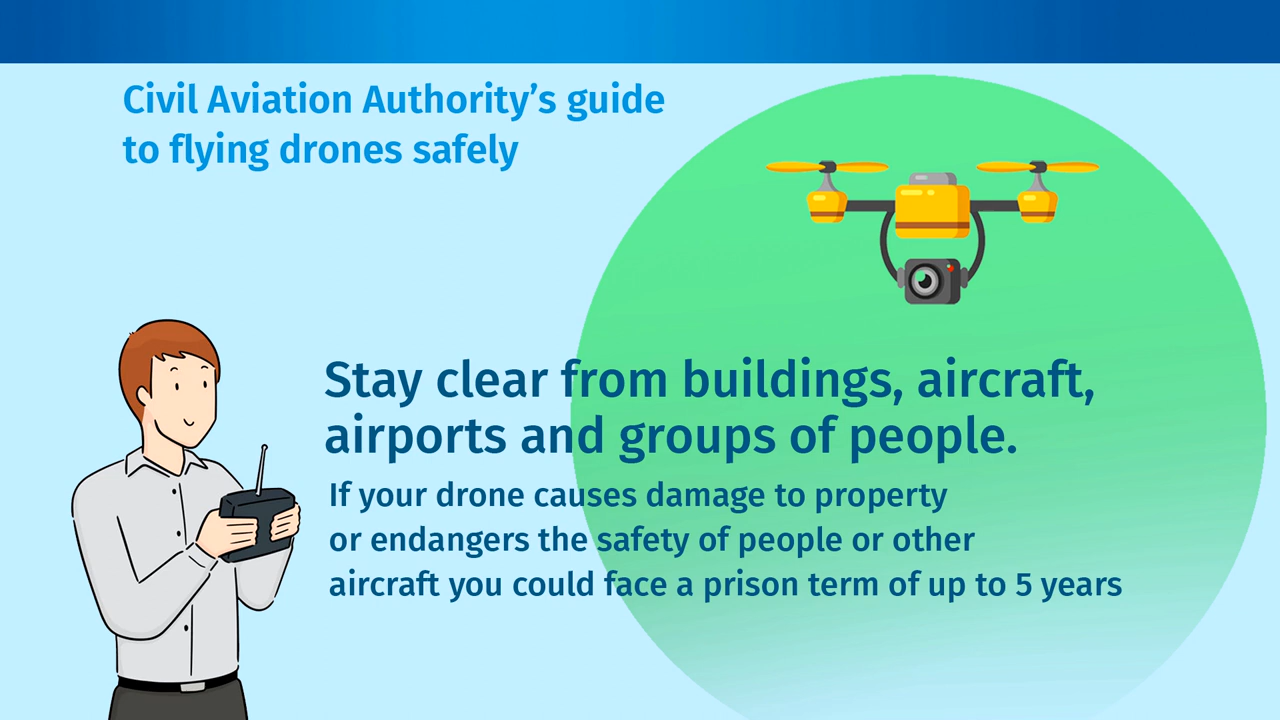 Civil Aviation Authority’s guide
to flying drones safely
Stay clear from buildings, aircraft,
airports and groups of people.
If your drone causes damage to property
or endangers the safety of people or other
aircraft you could face a prison term of up to 5 years